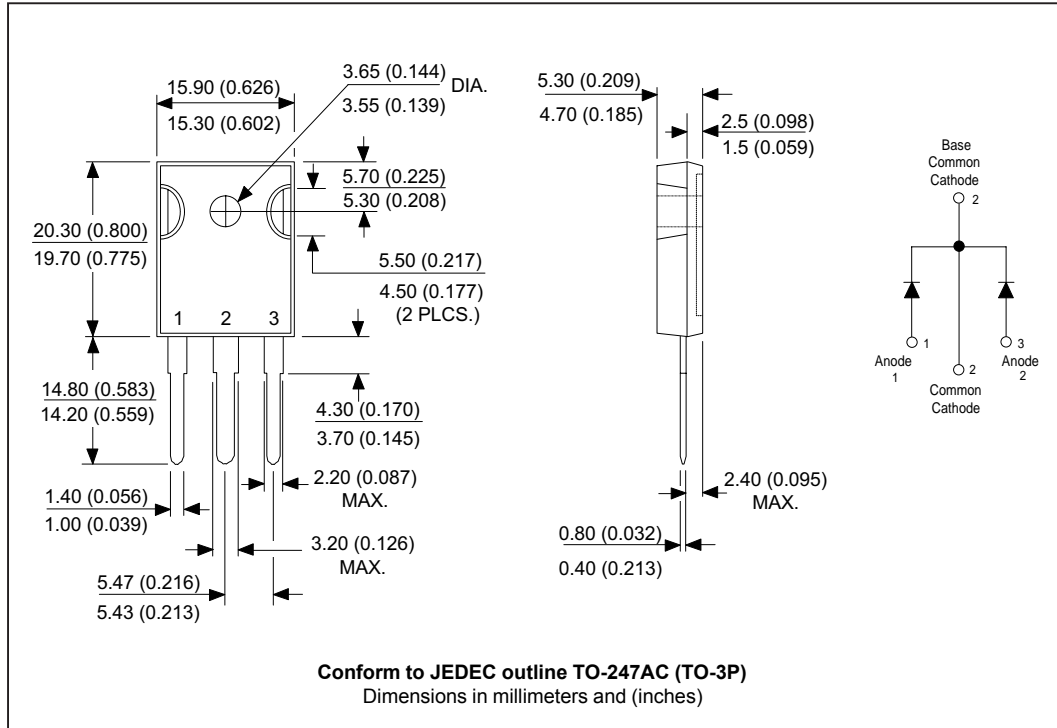 15.90 (0.626)
15.30 (0.602)
3.65 (0.144)
3.55 (0.139)
DIA.
5.70 (0.225)
5.30 (0.208)
20.30 (0.800)
19.70 (0.775)
5.50 (0.217)
4.50 (0.177)
(2 PLCS.)
1 2 3
14.80 (0.583)
14.20 (0.559)
4.30 (0.170)
3.70 (0.145)
2.20 (0.087)
MAX.
1.40 (0.056)
1.00 (0.039)
3.20 (0.126)
MAX.
5.47 (0.216)
5.43 (0.213)
5.30 (0.209)
4.70 (0.185)
2.5 (0.098)
1.5 (0.059)
2.40 (0.095)
MAX.
0.80 (0.032)
0.40 (0.213)
Base
Common
Cathode
2
1
Anode
1
2
Common
Cathode
3
Anode
2
Conform to JEDEC outline TO-247AC (TO-3P)
Dimensions in millimeters and (inches)